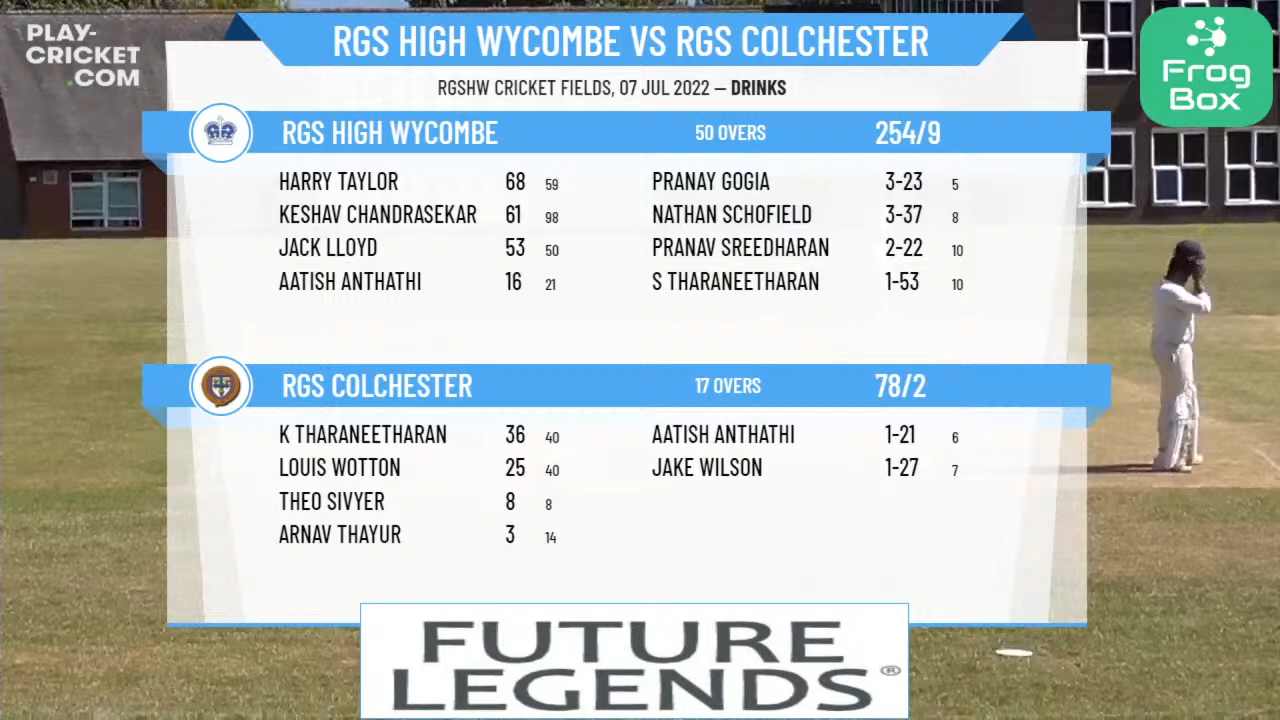 PLAY-
CRICKET
.COM
RGS HIGH WYCOMBE VS RGS COLCHESTER
Frog
Box
RGSHW CRICKET FIELDS, 07 JUL 2022 – DRINKS
RGS HIGH WYCOMBE 50 OVERS 254/9
HARRY TAYLOR 68 59 PRANAY GOGIA 3-23 5
KESHAV CHANDRASEKAR 61 98 NATHAN SCHOFIELD 3-37 8
JACK LLOYD 53 50 PRANAV SREEDHARAN 2-22 10
AATISH ANTHATHI 16 21 S THARANEETHARAN 1-53 10
RGS COLCHESTER 17 OVERS 78/2
K THARANEETHARAN 36 40 AATISH ANTHATHI 1-21 6
LOUIS WOTTON 25 40 JAKE WILSON 1-27 7
THEO SIVYER 8 8
ARNAV THAYUR 3 14
FUTURE
LEGENDS®